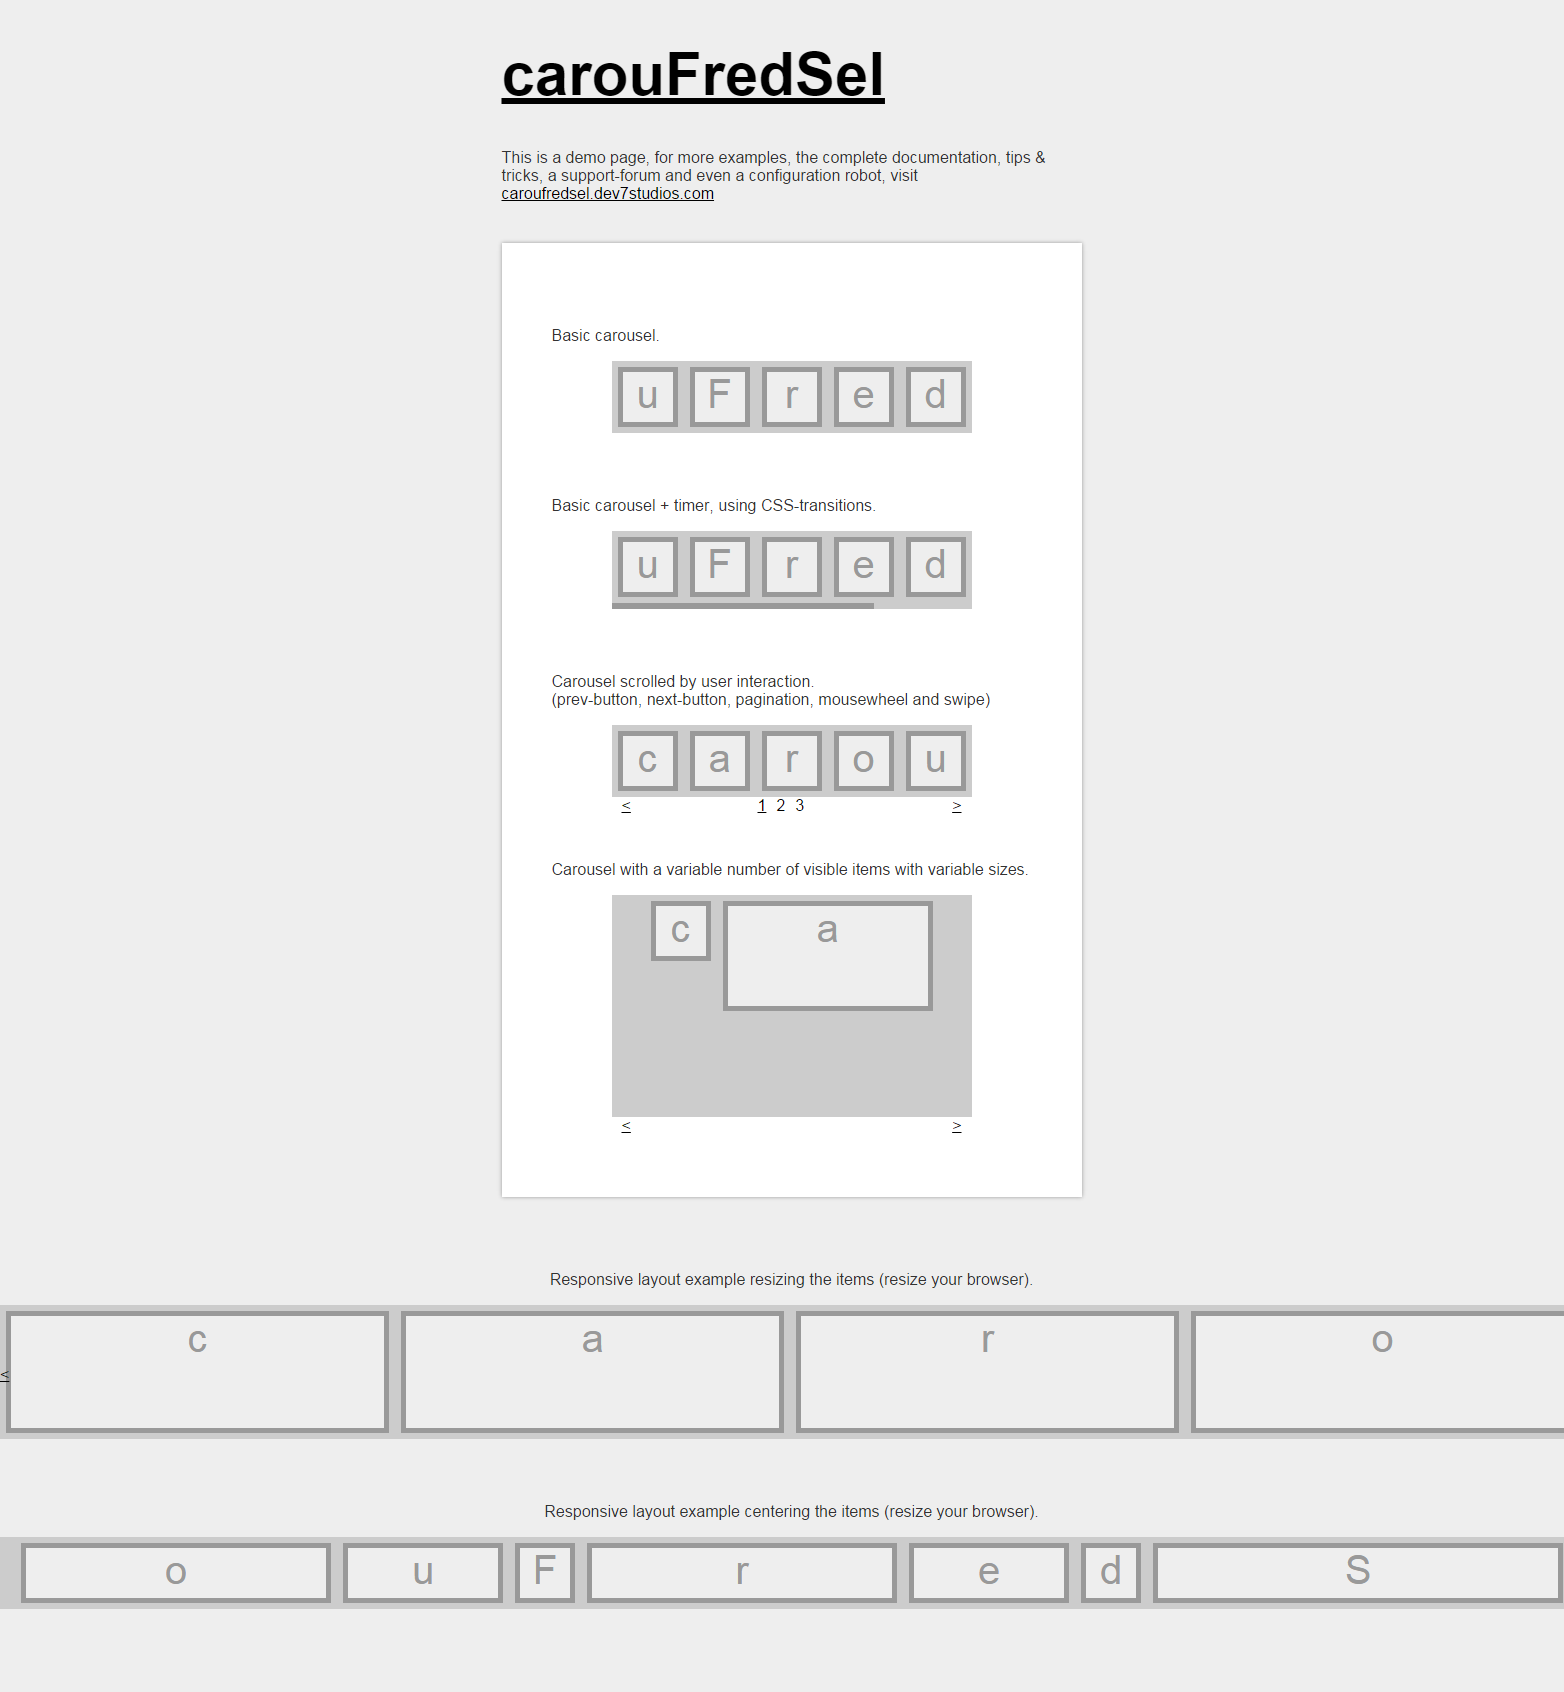 carouFredSel
This is a demo page, for more examples, the complete documentation, tips &
tricks, a support-forum and even a configuration robot, visit
caroufredsel.dev7studios.com
Basic carousel.
u F r e d
Basic carousel + timer, using CSS-transitions.
u F r e d
Carousel scrolled by user interaction.
(prev-button, next-button, pagination, mousewheel and swipe)
c a r o u
< 1 2 3 >
Carousel with a variable number of visible items with variable sizes.
c a
< >
Responsive layout example resizing the items (resize your browser).
c a r o
<
Responsive layout example centering the items (resize your browser).
o u F r e d S